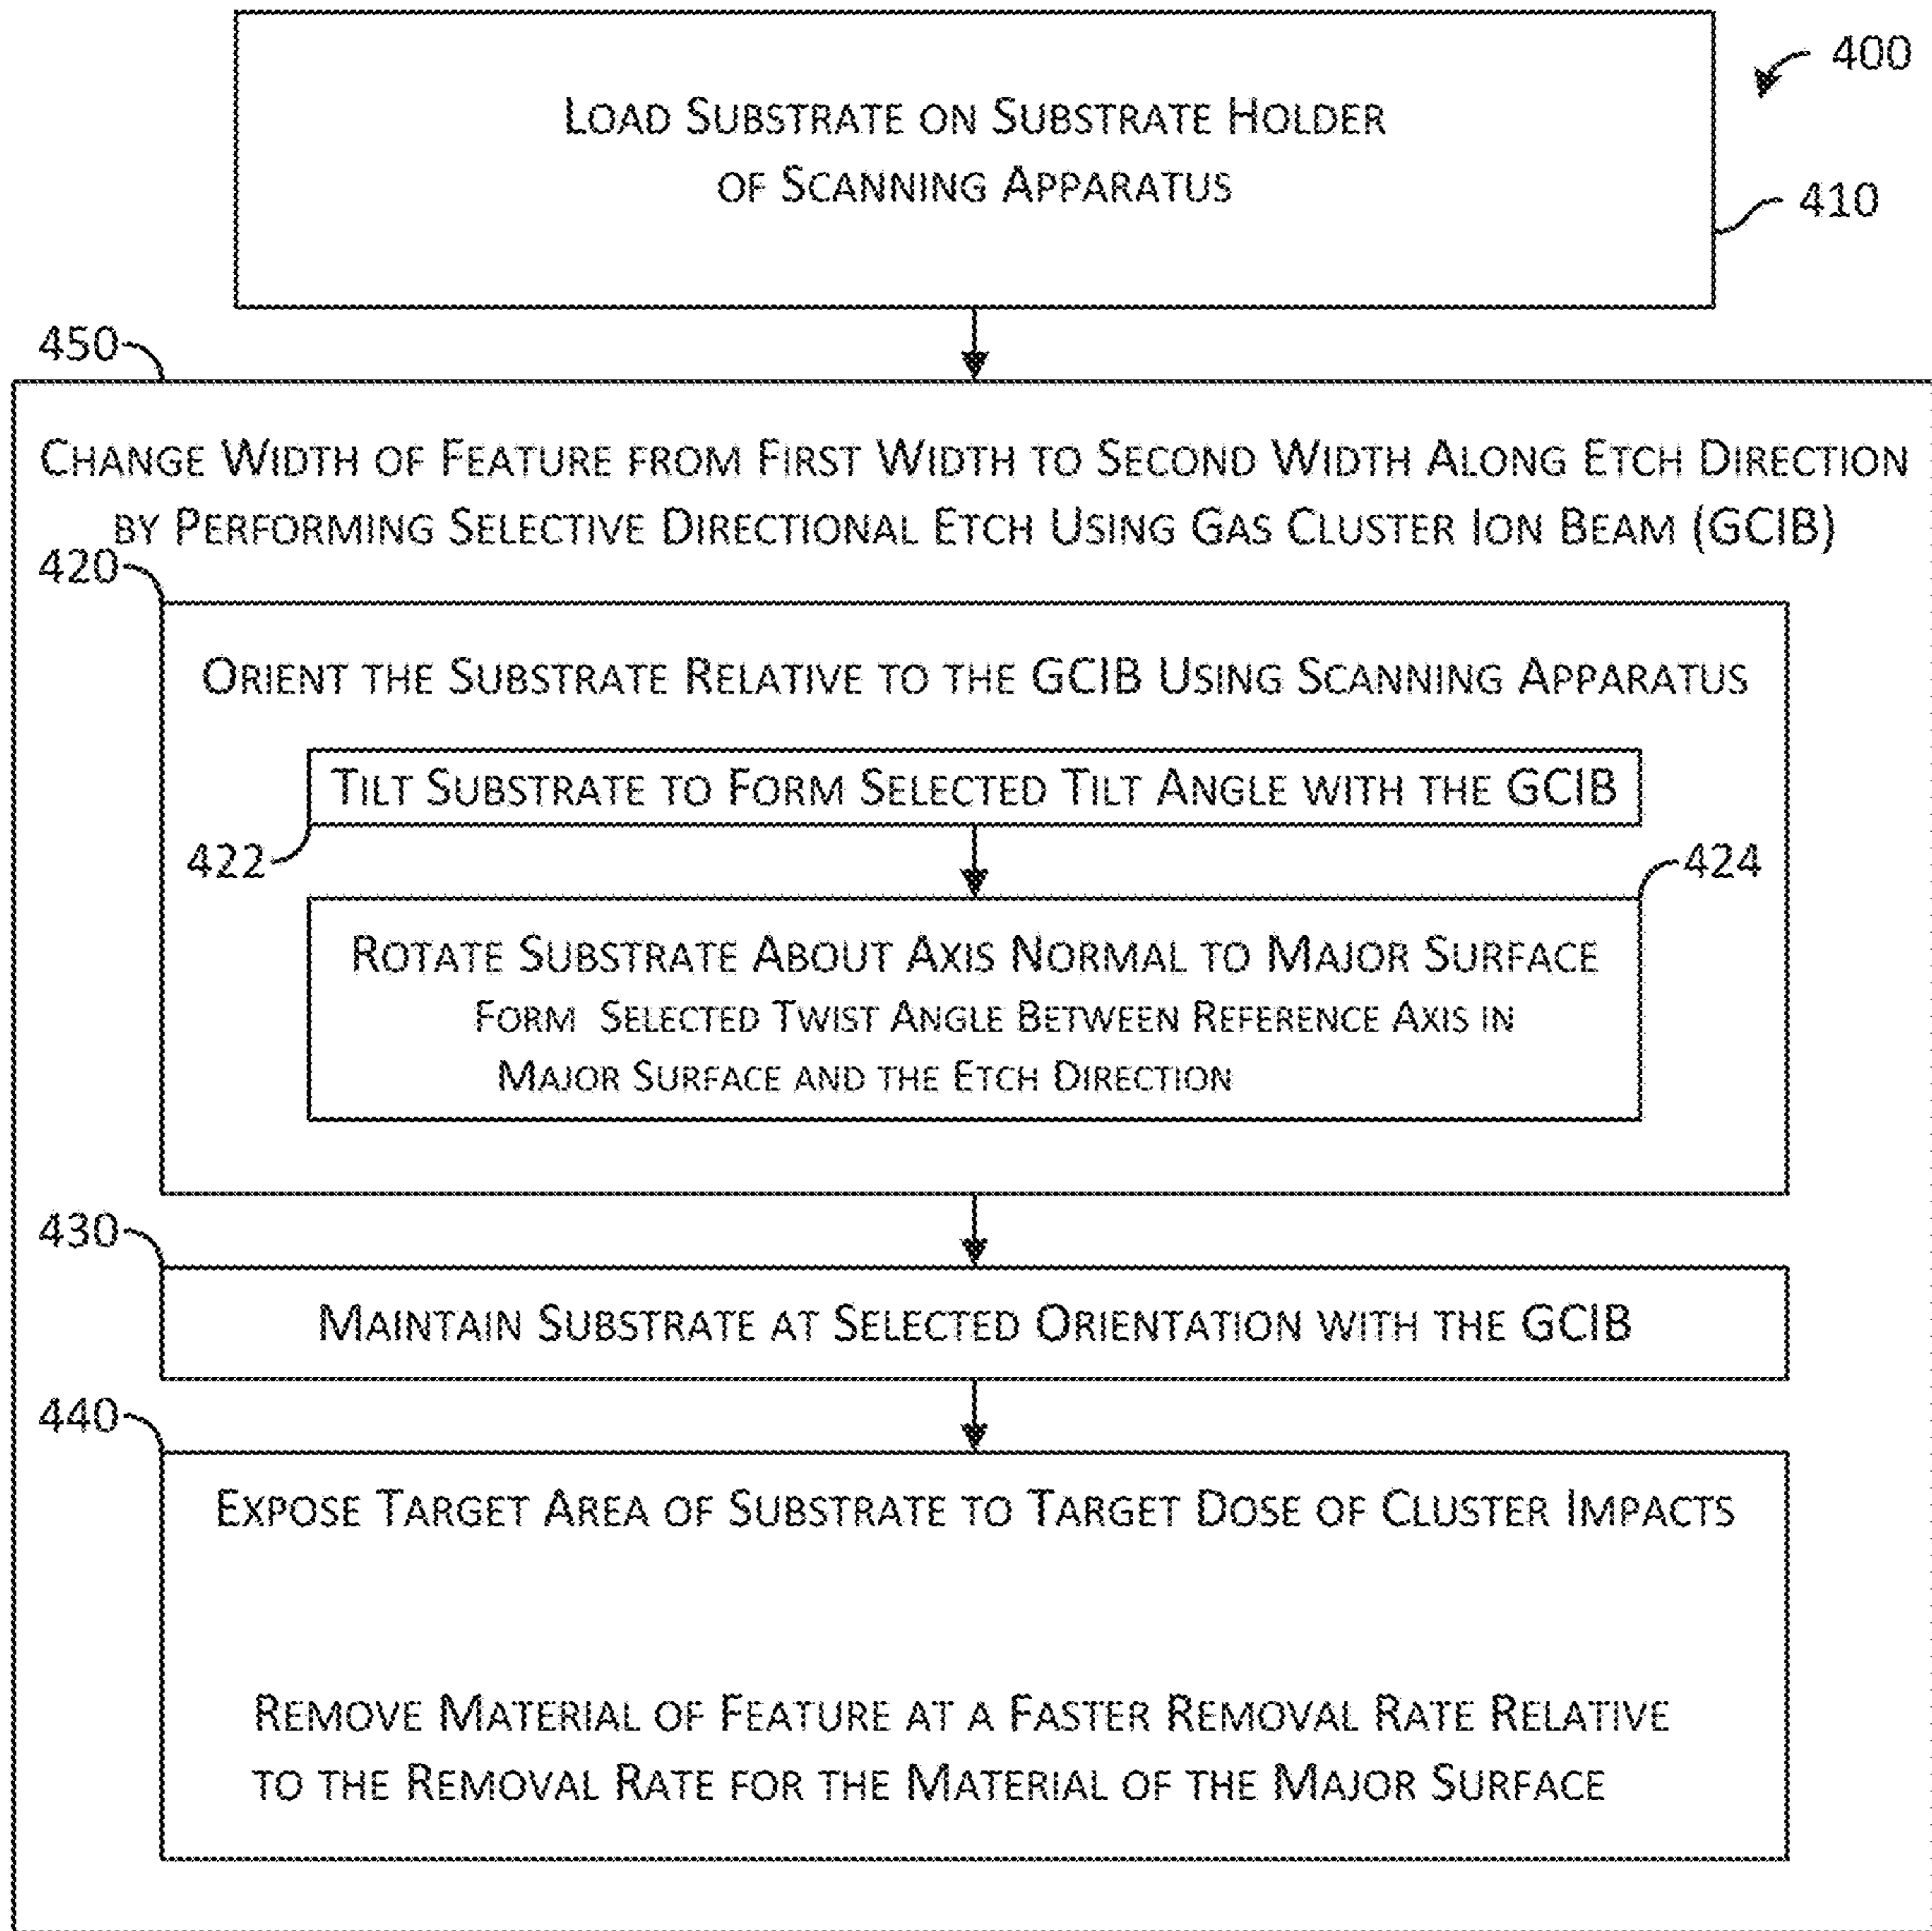 400
LOAD SUBSTRATE ON SUBSTRATE HOLDER
OF SCANNING APPARATUS
410
450
CHANGE WIDTH OF FEATURE FROM FIRST WIDTH TO SECOND WIDTH ALONG ETCH DIRECTION
BY PERFORMING SELECTIVE DIRECTIONAL ETCH USING GAS CLUSTER ION BEAM (GCIB)
420
ORIENT THE SUBSTRATE RELATIVE TO THE GCIB USING SCANNING APPARATUS
TILT SUBSTRATE TO FORM SELECTED TILT ANGLE WITH THE GCIB
422
424
ROTATE SUBSTRATE ABOUT AXIS NORMAL TO MAJOR SURFACE
FORM SELECTED TWIST ANGLE BETWEEN REFERENCE AXIS IN
MAJOR SURFACE AND THE ETCH DIRECTION
430
MAINTAIN SUBSTRATE AT SELECTED ORIENTATION WITH THE GCIB
440
EXPOSE TARGET AREA OF SUBSTRATE TO TARGET DOSE OF CLUSTER IMPACTS
REMOVE MATERIAL OF FEATURE AT A FASTER REMOVAL RATE RELATIVE
TO THE REMOVAL RATE FOR THE MATERIAL OF THE MAJOR SURFACE